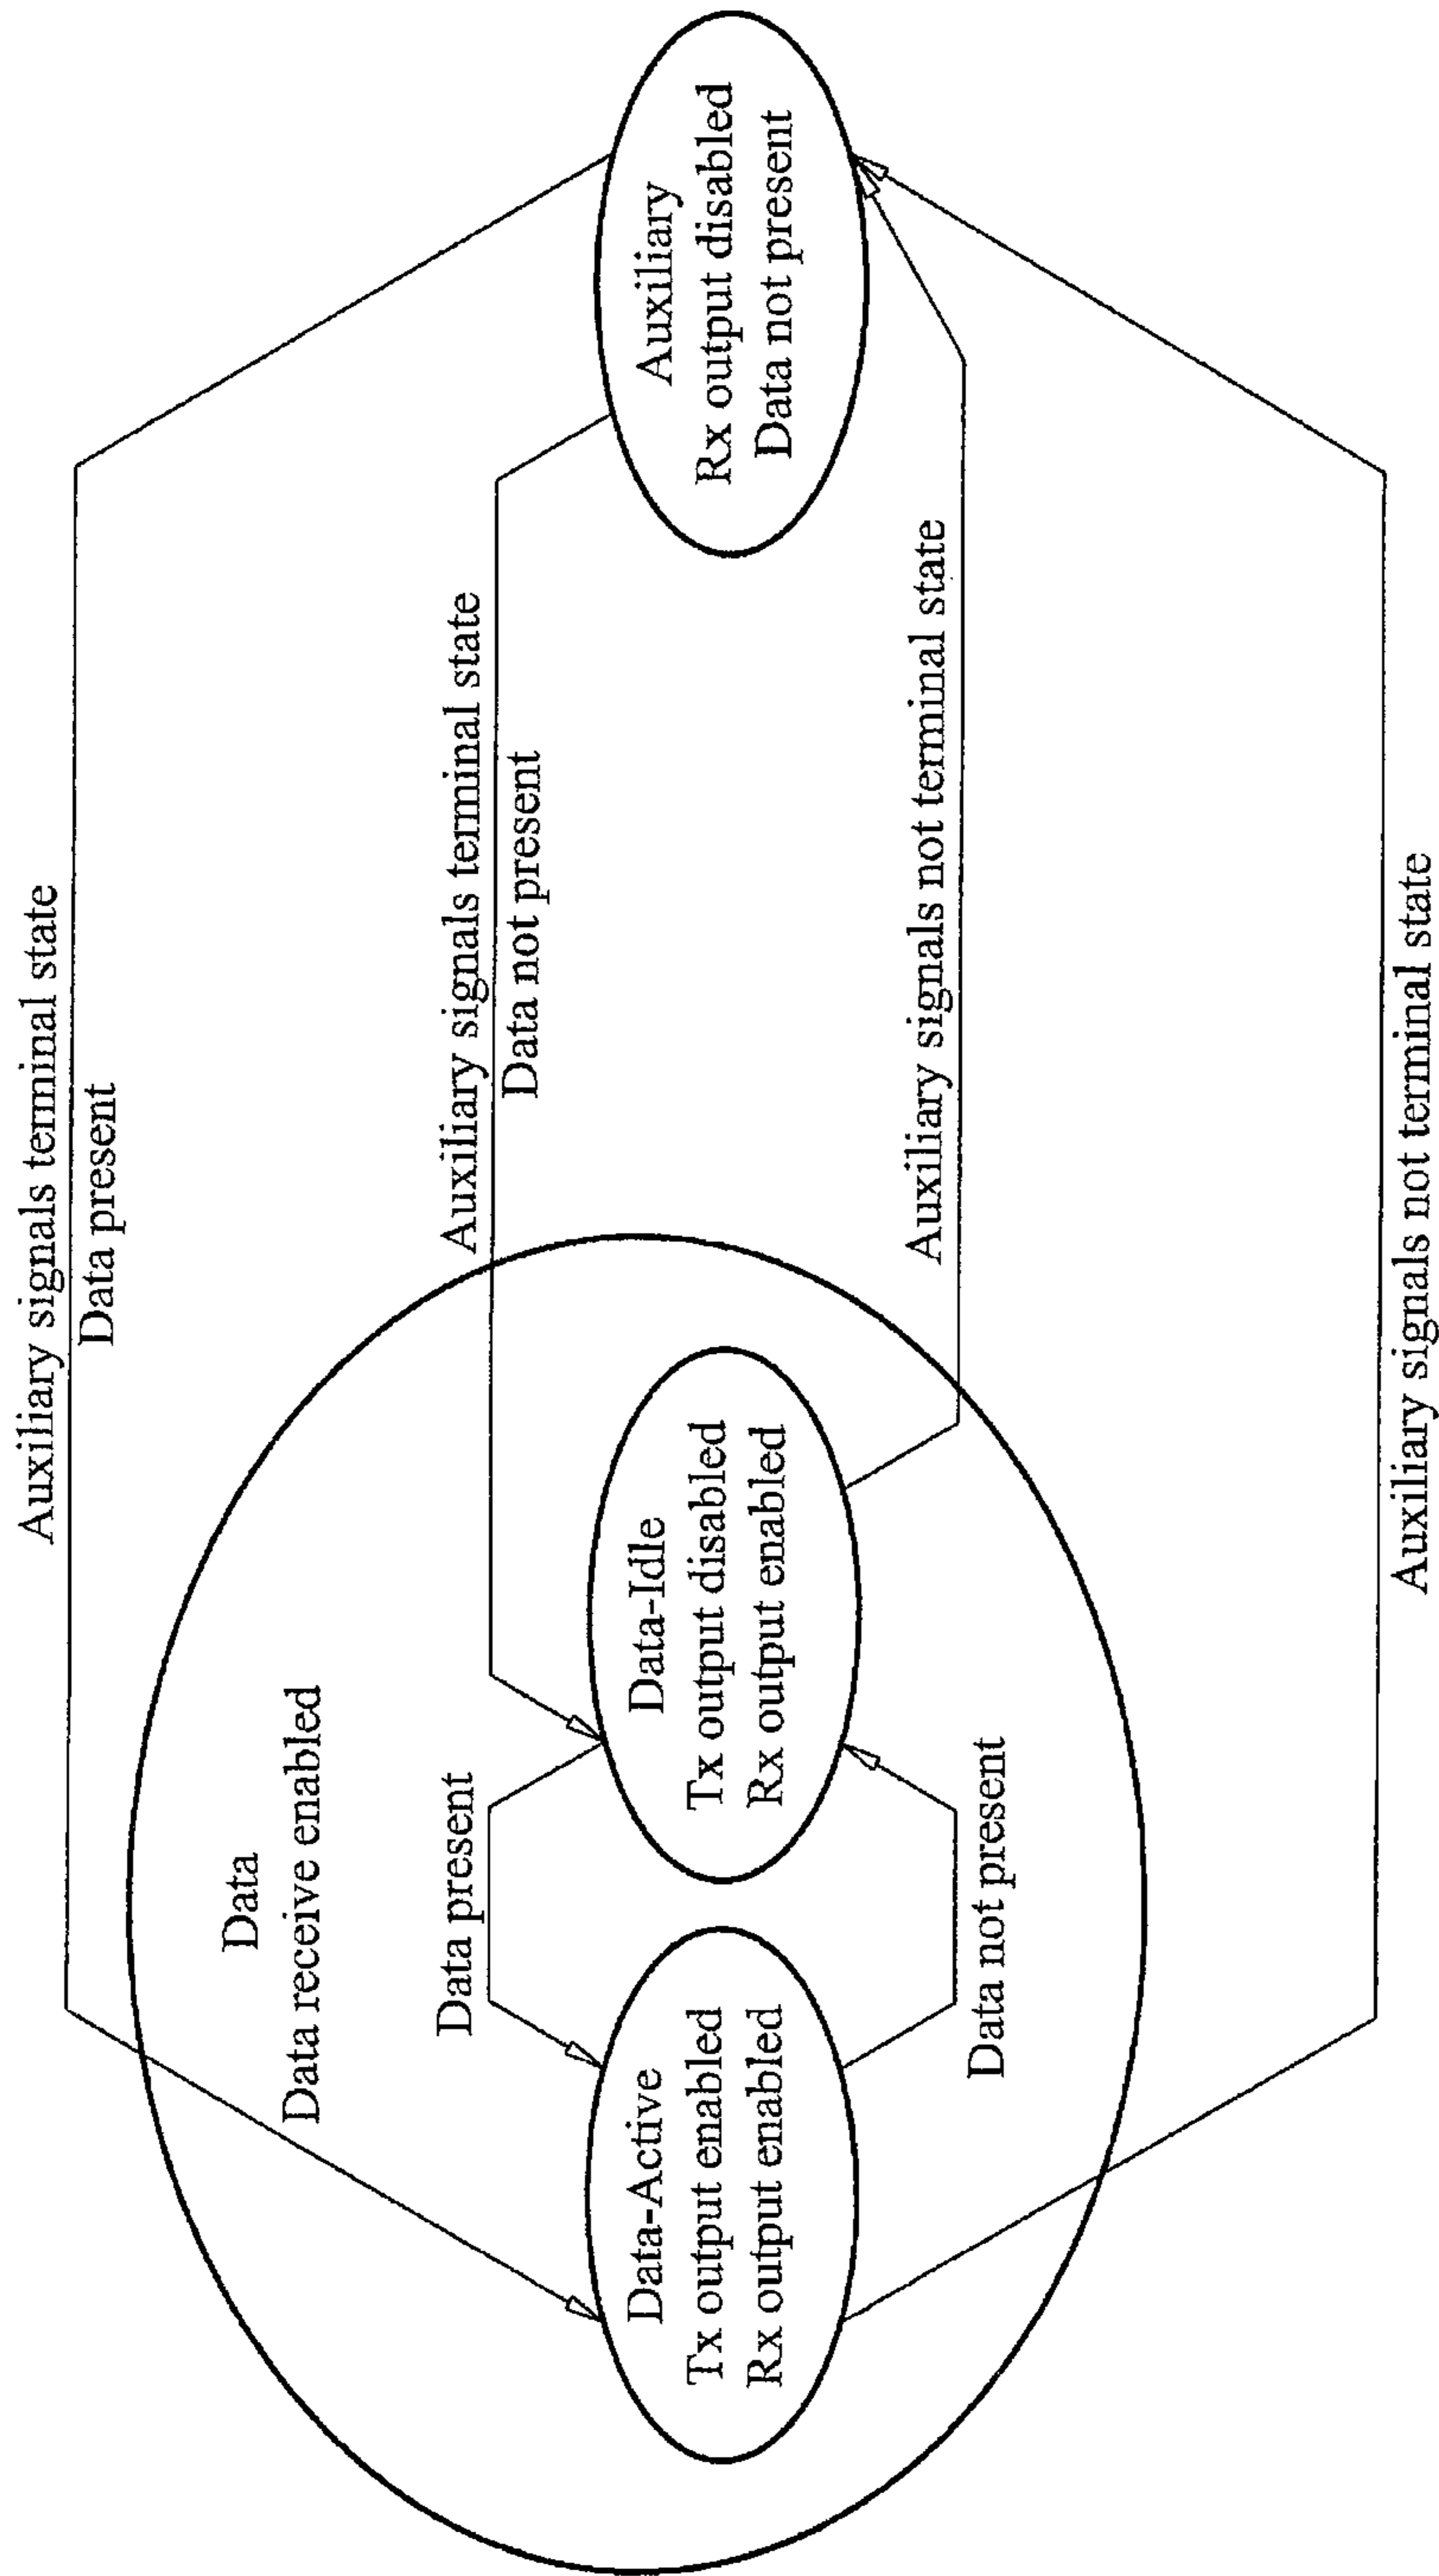 Auxiliary signals terminal state
Data present
Data
Data receive enabled
Auxiliary signals terminal state
Data not present
Data present
Data-Active
Tx output enabled
Rx output enabled
Data-Idle
Tx output disabled
Rx output enabled
Auxiliary
Rx output disabled
Data not present
Data not present
Auxiliary signals not terminal state
Auxiliary signals not terminal state